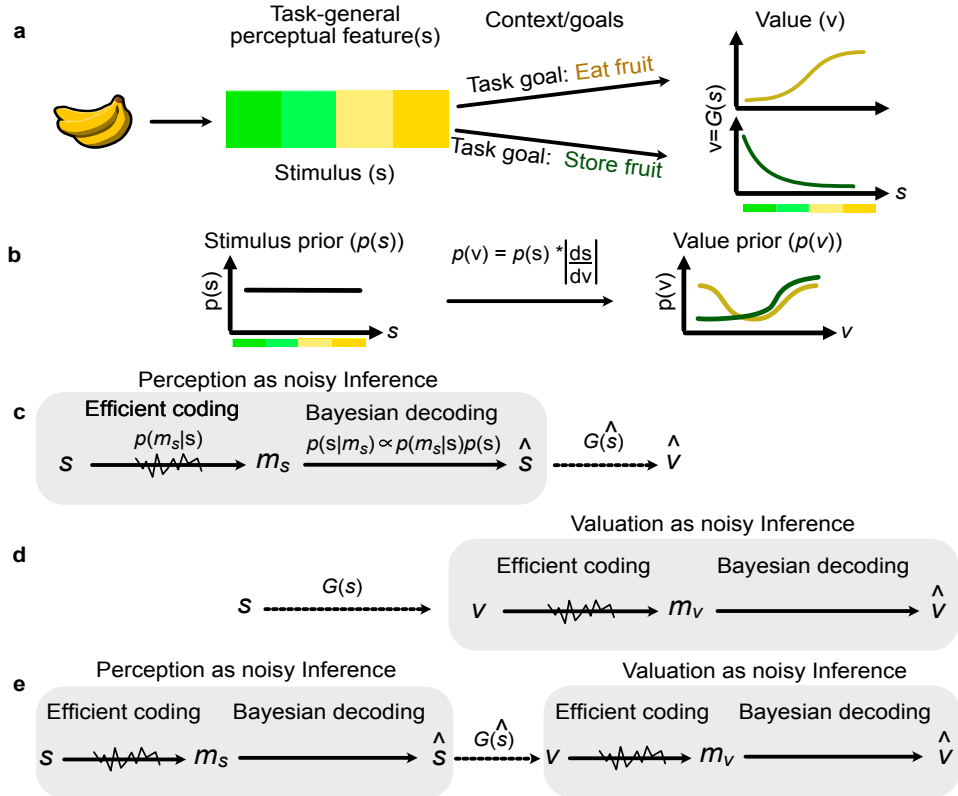 a
Task-general
perceptual feature(s)
Context/goals
Value (v)
Task goal: Eat fruit
Task goal: Store fruit
Stimulus (s)
v=G(s)
s
b
Stimulus prior (p(s))
p(s)
s
p(v) = p(s) *|ds/dv|
Value prior (p(v))
p(v)
v
Perception as noisy Inference
c
Efficient coding
Bayesian decoding
p(mₛ|s)
p(s|mₛ) ∝ p(mₛ|s)p(s)
G(ŝ)
s
mₛ
ŝ
v̂
Valuation as noisy Inference
d
Efficient coding
Bayesian decoding
G(s)
s
v
mᵥ
v̂
Perception as noisy Inference
Valuation as noisy Inference
e
Efficient coding
Bayesian decoding
Efficient coding
Bayesian decoding
G(ŝ)
s
mₛ
ŝ
v
mᵥ
v̂